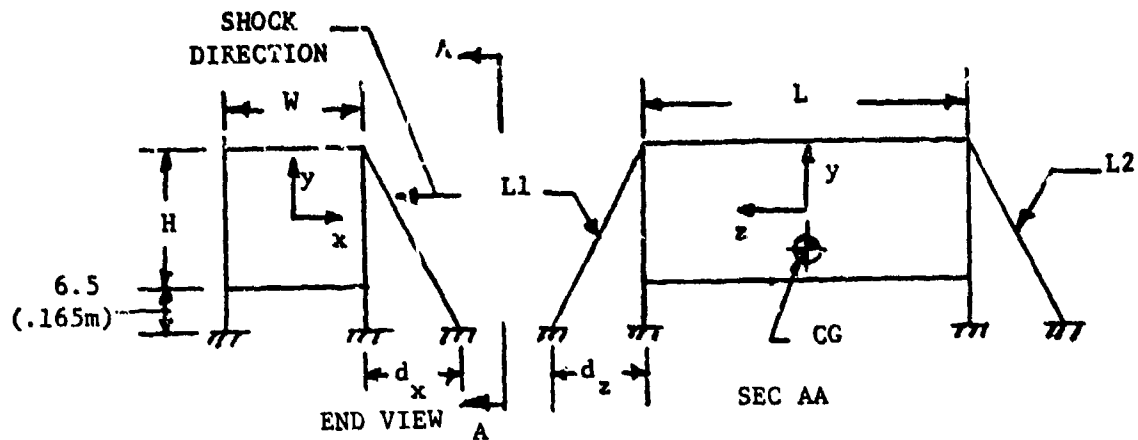 SHOCK
DIRECTION
A
W
L
y
x
H
6.5
(.165m)
L1
L2
y
z
CG
d x
d z
END VIEW
A
SEC AA